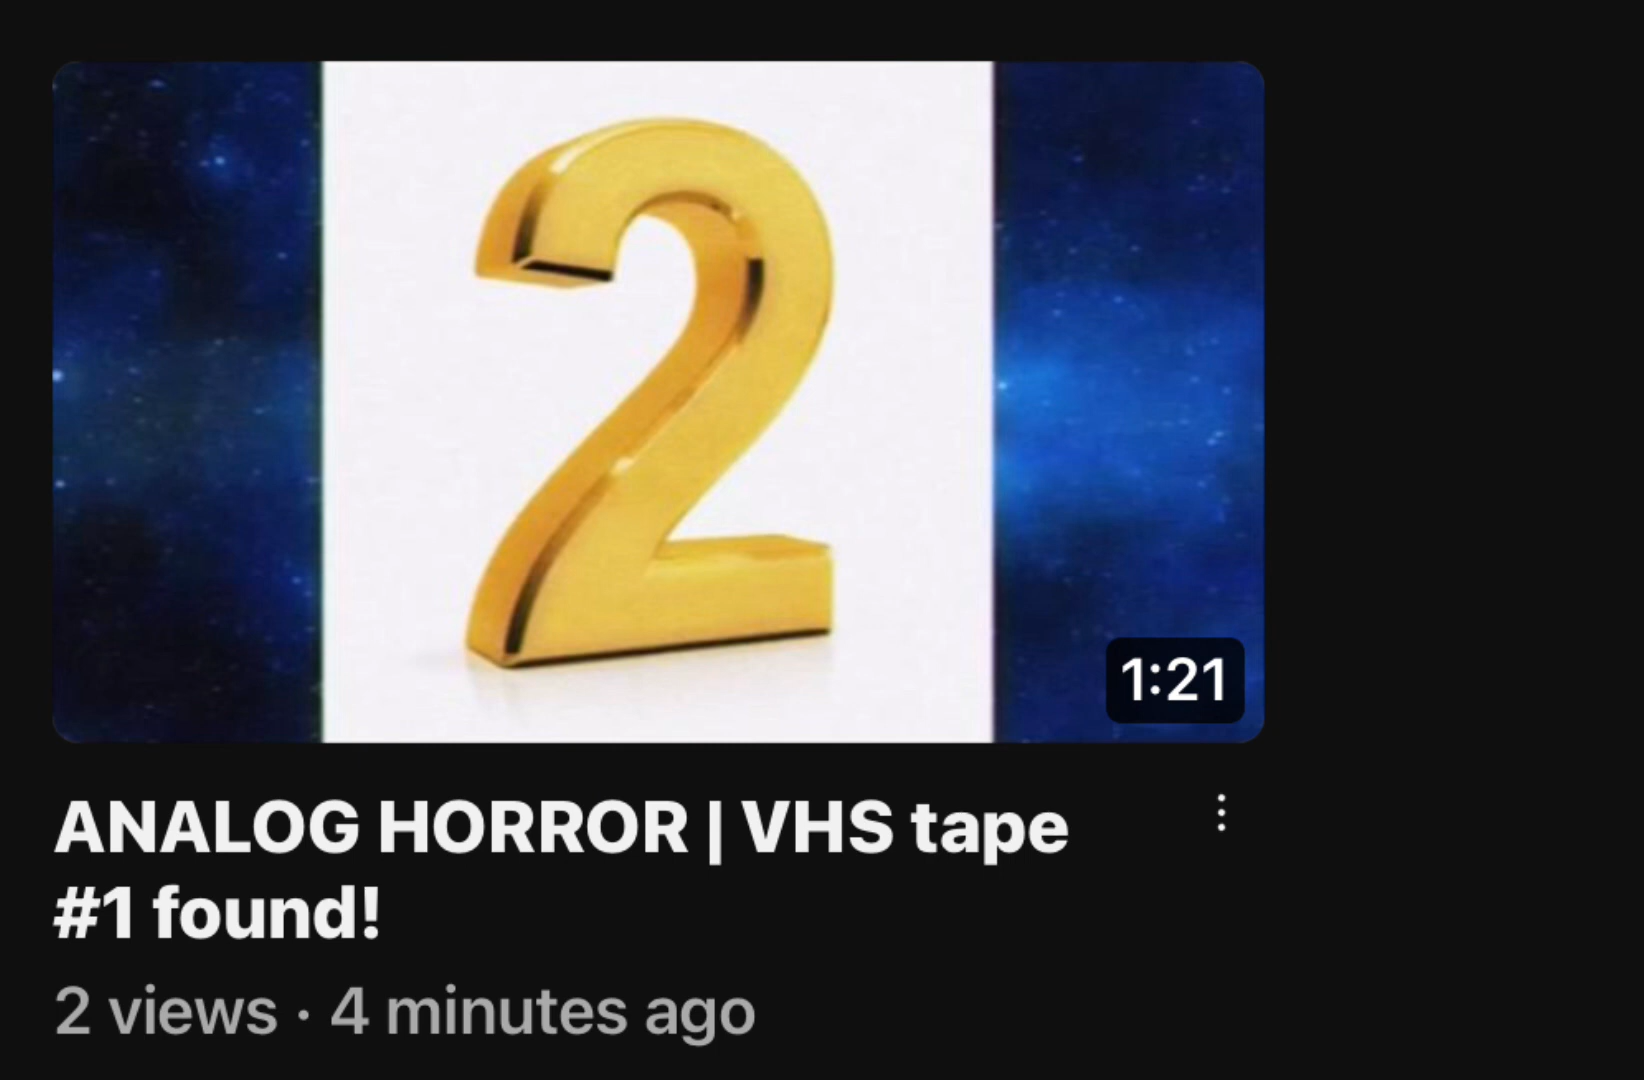 2
1:21
ANALOG HORROR | VHS tape
#1 found!
2 views · 4 minutes ago